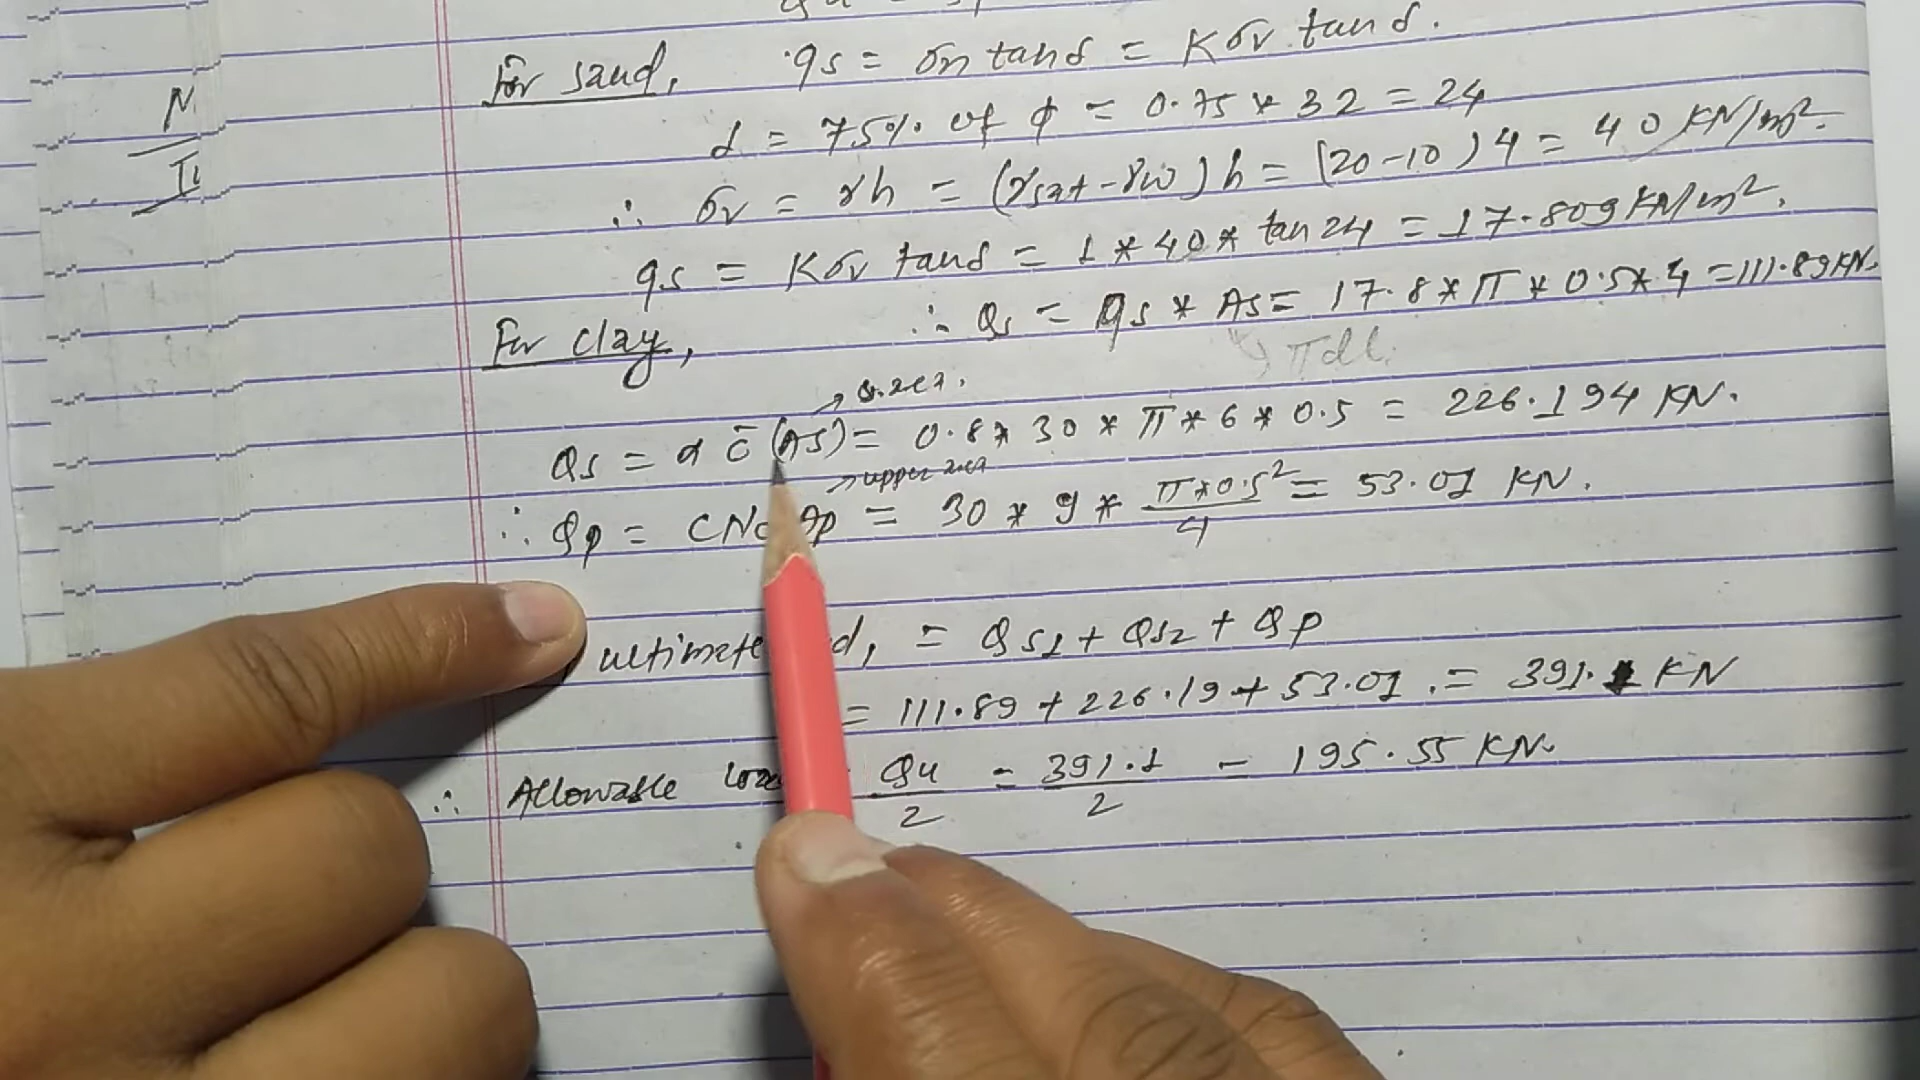 For sand, qs = σn tanδ = Kσv tanδ.
N
II
d = 75% of φ = 0.75 * 32 = 24
∴ σv = γh = (γsat - γw) h = (20-10) 4 = 40 KN/m².
qs = Kσv tanδ = 1 * 40 * tan 24 = 17.809 KN/m².
∴ Qs = qs * As = 17.8 * π * 0.5 * 4 = 111.89 KN.
πdl.
For clay,
Qs = α c̄ (AS) = 0.8 * 30 * π * 6 * 0.5 = 226.194 KN.
→ upper area
∴ Qp = CNc Ap = 30 * 9 * π*0.5²/4 = 53.01 KN.
ultimate d, = Qs1 + Qs2 + Qp
= 111.89 + 226.19 + 53.01 . = 391.1 KN
∴ Allowable Qu/2 = 391.1/2 = 195.55 KN.